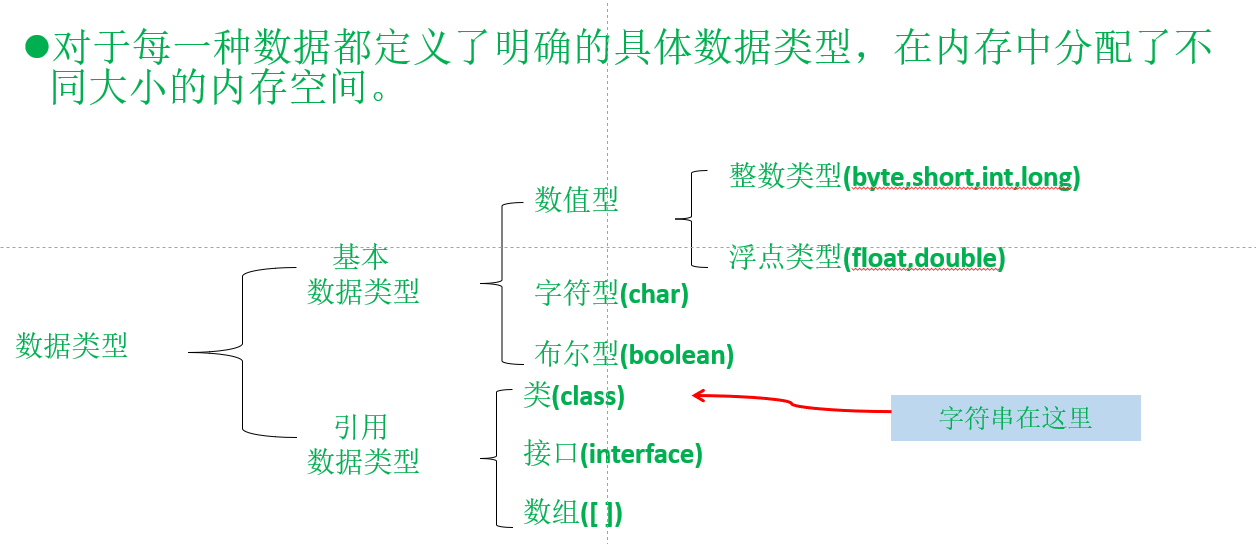 ●对于每一种数据都定义了明确的具体数据类型，在内存中分配了不
同大小的内存空间。
整数类型(byte,short,int,long)
数值型
浮点类型(float,double)
基本
数据类型
字符型(char)
数据类型
布尔型(boolean)
类(class)
字符串在这里
引用
数据类型
接口(interface)
数组([ ])